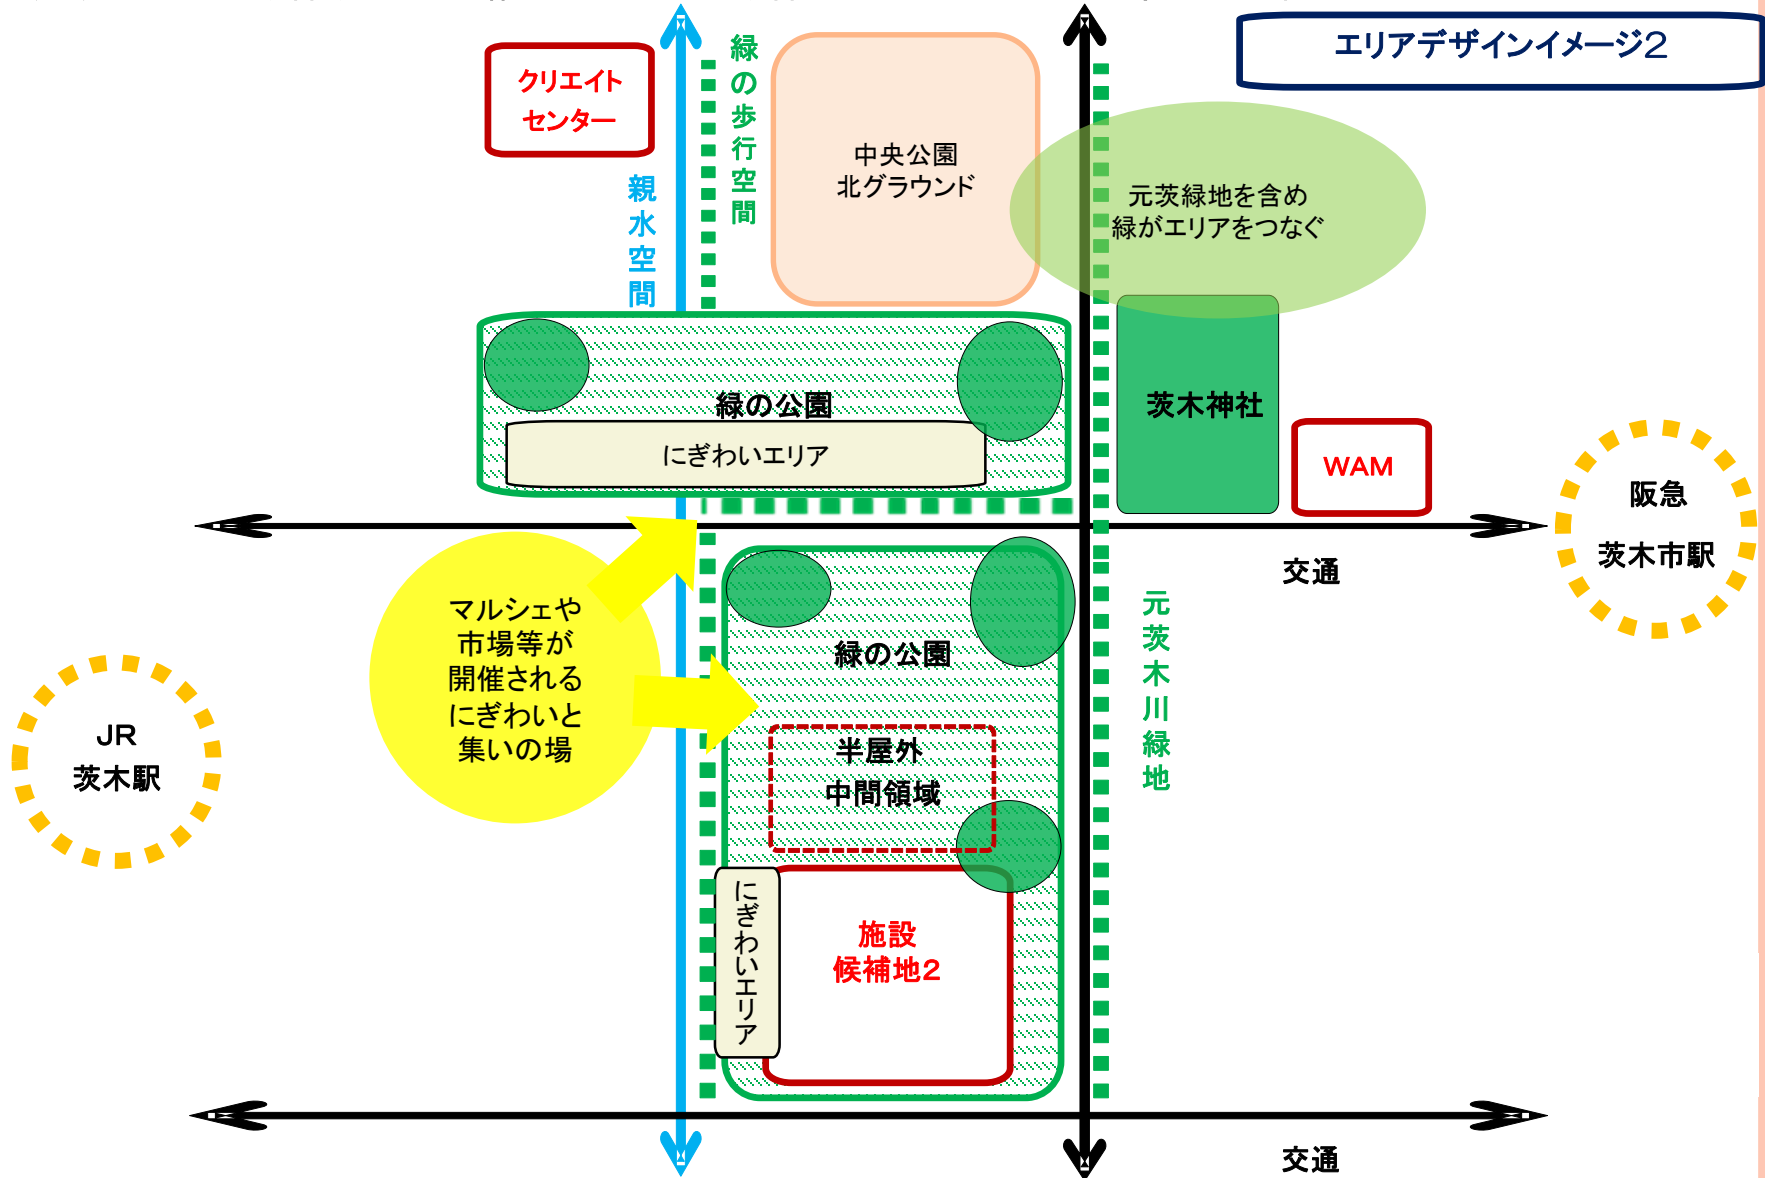 エリアデザインイメージ2
クリエイト
センター
緑の歩行空間
親水空間
中央公園
北グラウンド
元茨緑地を含め
緑がエリアをつなぐ
緑の公園
にぎわいエリア
茨木神社
WAM
阪急
茨木市駅
交通
マルシェや
市場等が
開催される
にぎわいと
集いの場
緑の公園
元茨木川緑地
JR
茨木駅
半屋外
中間領域
にぎわいエリア
施設
候補地2
交通